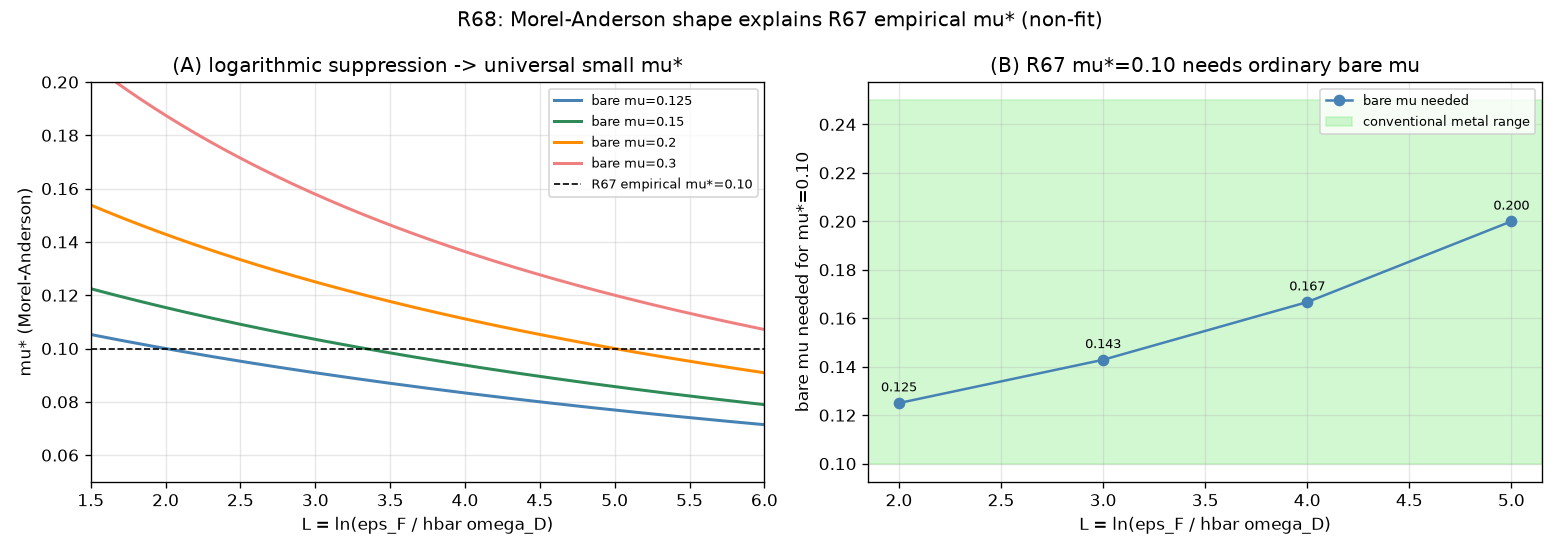 R68: Morel-Anderson shape explains R67 empirical mu* (non-fit)
(A) logarithmic suppression -> universal small mu*
mu* (Morel-Anderson)
0.20
0.18
0.16
0.14
0.12
0.10
0.08
0.06
bare mu=0.125
bare mu=0.15
bare mu=0.2
bare mu=0.3
R67 empirical mu*=0.10
1.5 2.0 2.5 3.0 3.5 4.0 4.5 5.0 5.5 6.0
L = ln(eps_F / hbar omega_D)
(B) R67 mu*=0.10 needs ordinary bare mu
bare mu needed for mu*=0.10
0.24
0.22
0.20
0.18
0.16
0.14
0.12
0.10
bare mu needed
conventional metal range
0.125
0.143
0.167
0.200
2.0 2.5 3.0 3.5 4.0 4.5 5.0
L = ln(eps_F / hbar omega_D)